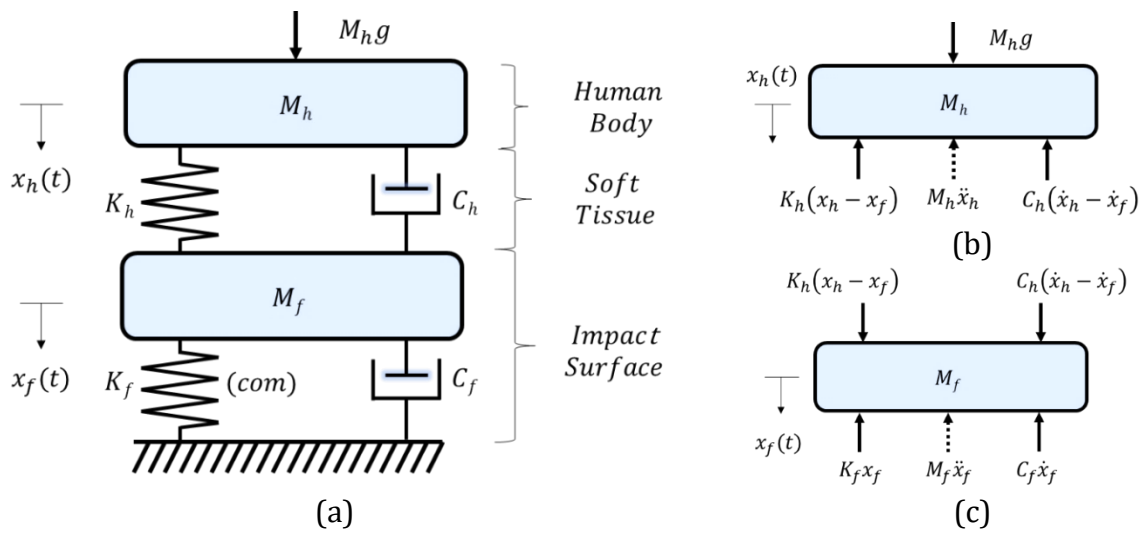 M_h g
M_h
x_h(t)
K_h
C_h
M_f
x_f(t)
K_f
(com)
C_f
Human
Body
Soft
Tissue
Impact
Surface
(a)
M_h g
x_h(t)
M_h
K_h(x_h − x_f)
M_h ẍ_h
C_h(ẋ_h − ẋ_f)
(b)
K_h(x_h − x_f)
C_h(ẋ_h − ẋ_f)
M_f
x_f(t)
K_f x_f
M_f ẍ_f
C_f ẋ_f
(c)